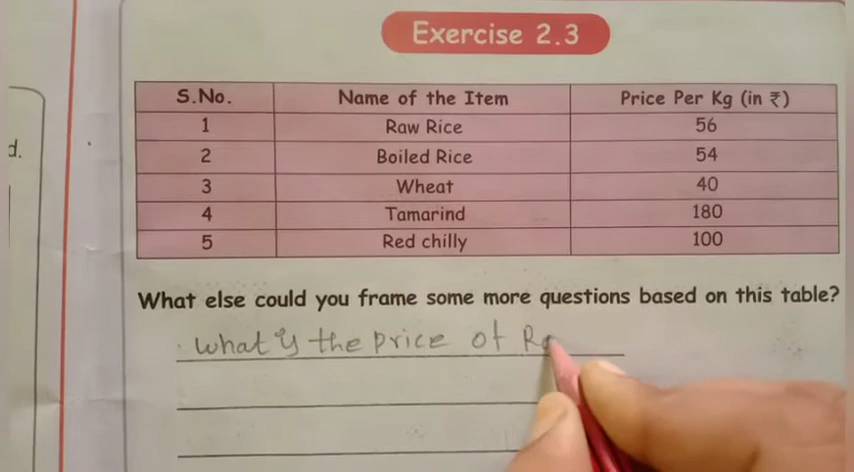 Exercise 2.3
S.No. Name of the Item Price Per Kg (in ₹)
1 Raw Rice 56
2 Boiled Rice 54
3 Wheat 40
4 Tamarind 180
5 Red chilly 100
d.
What else could you frame some more questions based on this table?
what is the price of Ra